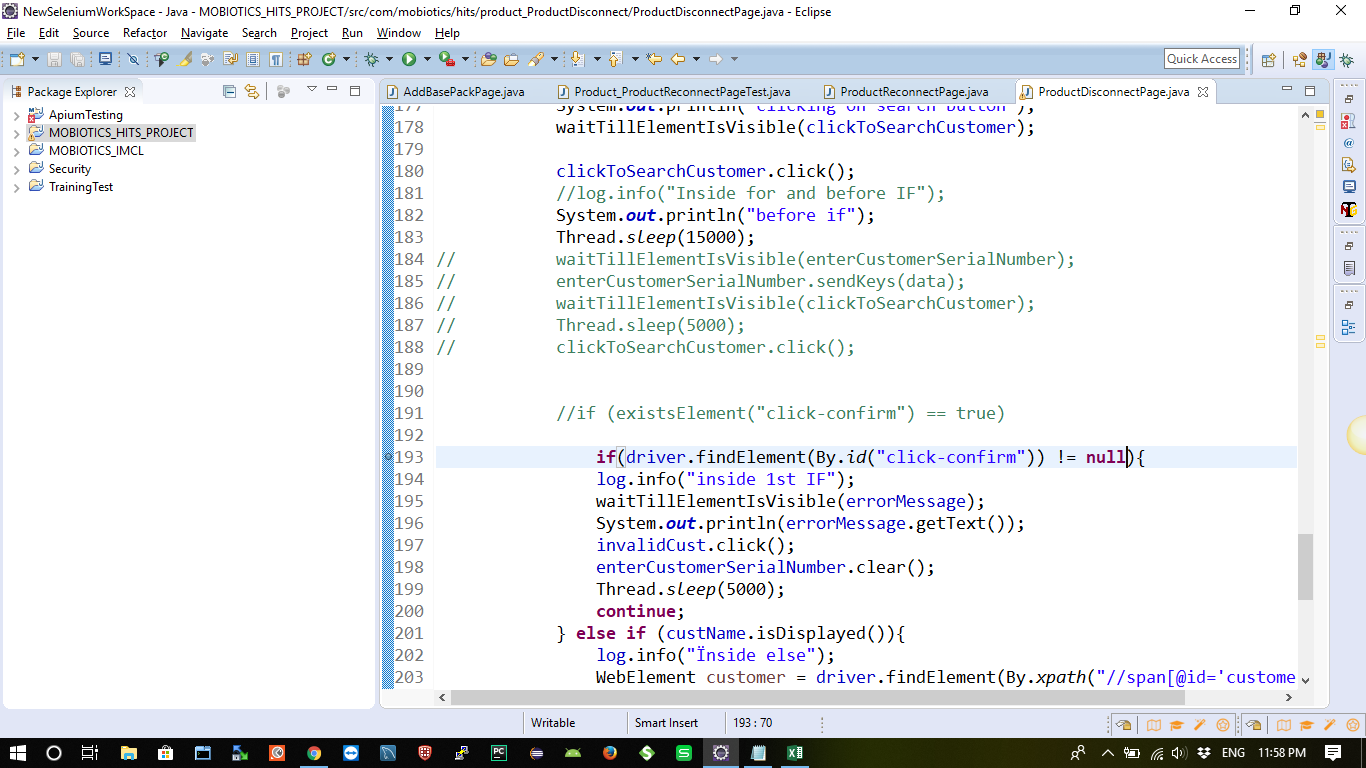 NewSeleniumWorkSpace - Java - MOBIOTICS_HITS_PROJECT/src/com/mobiotics/hits/product_ProductDisconnect/ProductDisconnectPage.java - Eclipse
File Edit Source Refactor Navigate Search Project Run Window Help
Quick Access
Package Explorer
ApiumTesting
MOBIOTICS_HITS_PROJECT
MOBIOTICS_IMCL
Security
TrainingTest
AddBasePackPage.java Product_ProductReconnectPageTest.java ProductReconnectPage.java ProductDisconnectPage.java
177 System.out.println("clicking on search button");
178 waitTillElementIsVisible(clickToSearchCustomer);
179
180 clickToSearchCustomer.click();
181 //log.info("Inside for and before IF");
182 System.out.println("before if");
183 Thread.sleep(15000);
184 // waitTillElementIsVisible(enterCustomerSerialNumber);
185 // enterCustomerSerialNumber.sendKeys(data);
186 // waitTillElementIsVisible(clickToSearchCustomer);
187 // Thread.sleep(5000);
188 // clickToSearchCustomer.click();
189
190
191 //if (existsElement("click-confirm") == true)
192
193 if(driver.findElement(By.id("click-confirm")) != null){
194 log.info("inside 1st IF");
195 waitTillElementIsVisible(errorMessage);
196 System.out.println(errorMessage.getText());
197 invalidCust.click();
198 enterCustomerSerialNumber.clear();
199 Thread.sleep(5000);
200 continue;
201 } else if (custName.isDisplayed()){
202 log.info("Ïnside else");
203 WebElement customer = driver.findElement(By.xpath("//span[@id='custome
Writable Smart Insert 193 : 70
ENG 11:58 PM